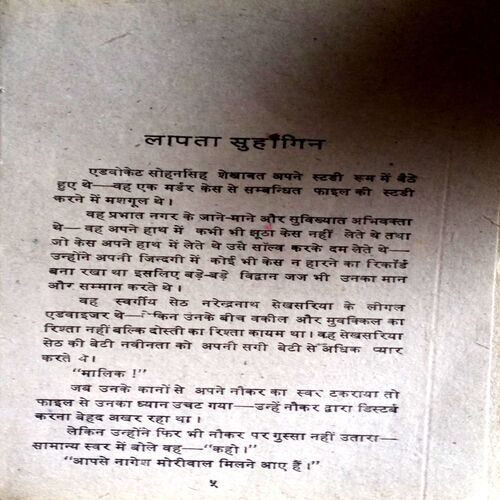 लापता सुहागिन
एडवोकेट सोहनसिंह शेखावत अपने स्टडी रूम में बैठे
हुए थे—वह एक मर्डर केस से सम्बन्धित फाइल की स्टडी
करने में मशगूल थे।
वह प्रभात नगर के जाने-माने और सुविख्यात अभिवक्ता
थे—वह अपने हाथ में कभी भी झूठा केस नहीं लेते थे तथा
जो केस अपने हाथ में लेते थे उसे सॉल्व करके दम लेते थे—
उन्होंने अपनी जिन्दगी में कोई भी केस न हारने का रिकॉर्ड
बना रखा था इसलिए बड़े-बड़े विद्वान जज भी उनका मान
और सम्मान करते थे।
वह स्वर्गीय सेठ नरेन्द्रनाथ सेखसरिया के लीगल
एडवाइजर थे—लेकिन उनके बीच वकील और मुवक्किल का
रिश्ता नहीं बल्कि दोस्ती का रिश्ता कायम था। वह सेखसरिया
सेठ की बेटी नवीनता को अपनी सगी बेटी से अधिक प्यार
करते थे।
“मालिक !”
जब उनके कानों से अपने नौकर का स्वर टकराया तो
फाइल से उनका ध्यान उचट गया—उन्हें नौकर द्वारा डिस्टर्ब
करना बेहद अखर रहा था।
लेकिन उन्होंने फिर भी नौकर पर गुस्सा नहीं उतारा—
सामान्य स्वर में बोले वह—“कहो।”
“आपसे नागेश मोरीवाल मिलने आए हैं।”
५